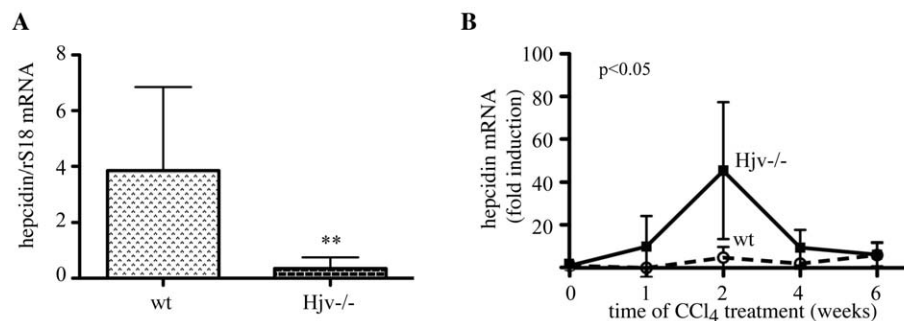 A
hepcidin/rS18 mRNA
8
6
4
2
0
**
wt
Hjv-/-
B
hepcidin mRNA
(fold induction)
100
80
60
40
20
p<0.05
Hjv-/-
wt
0
1
2
4
6
time of CCl4 treatment (weeks)